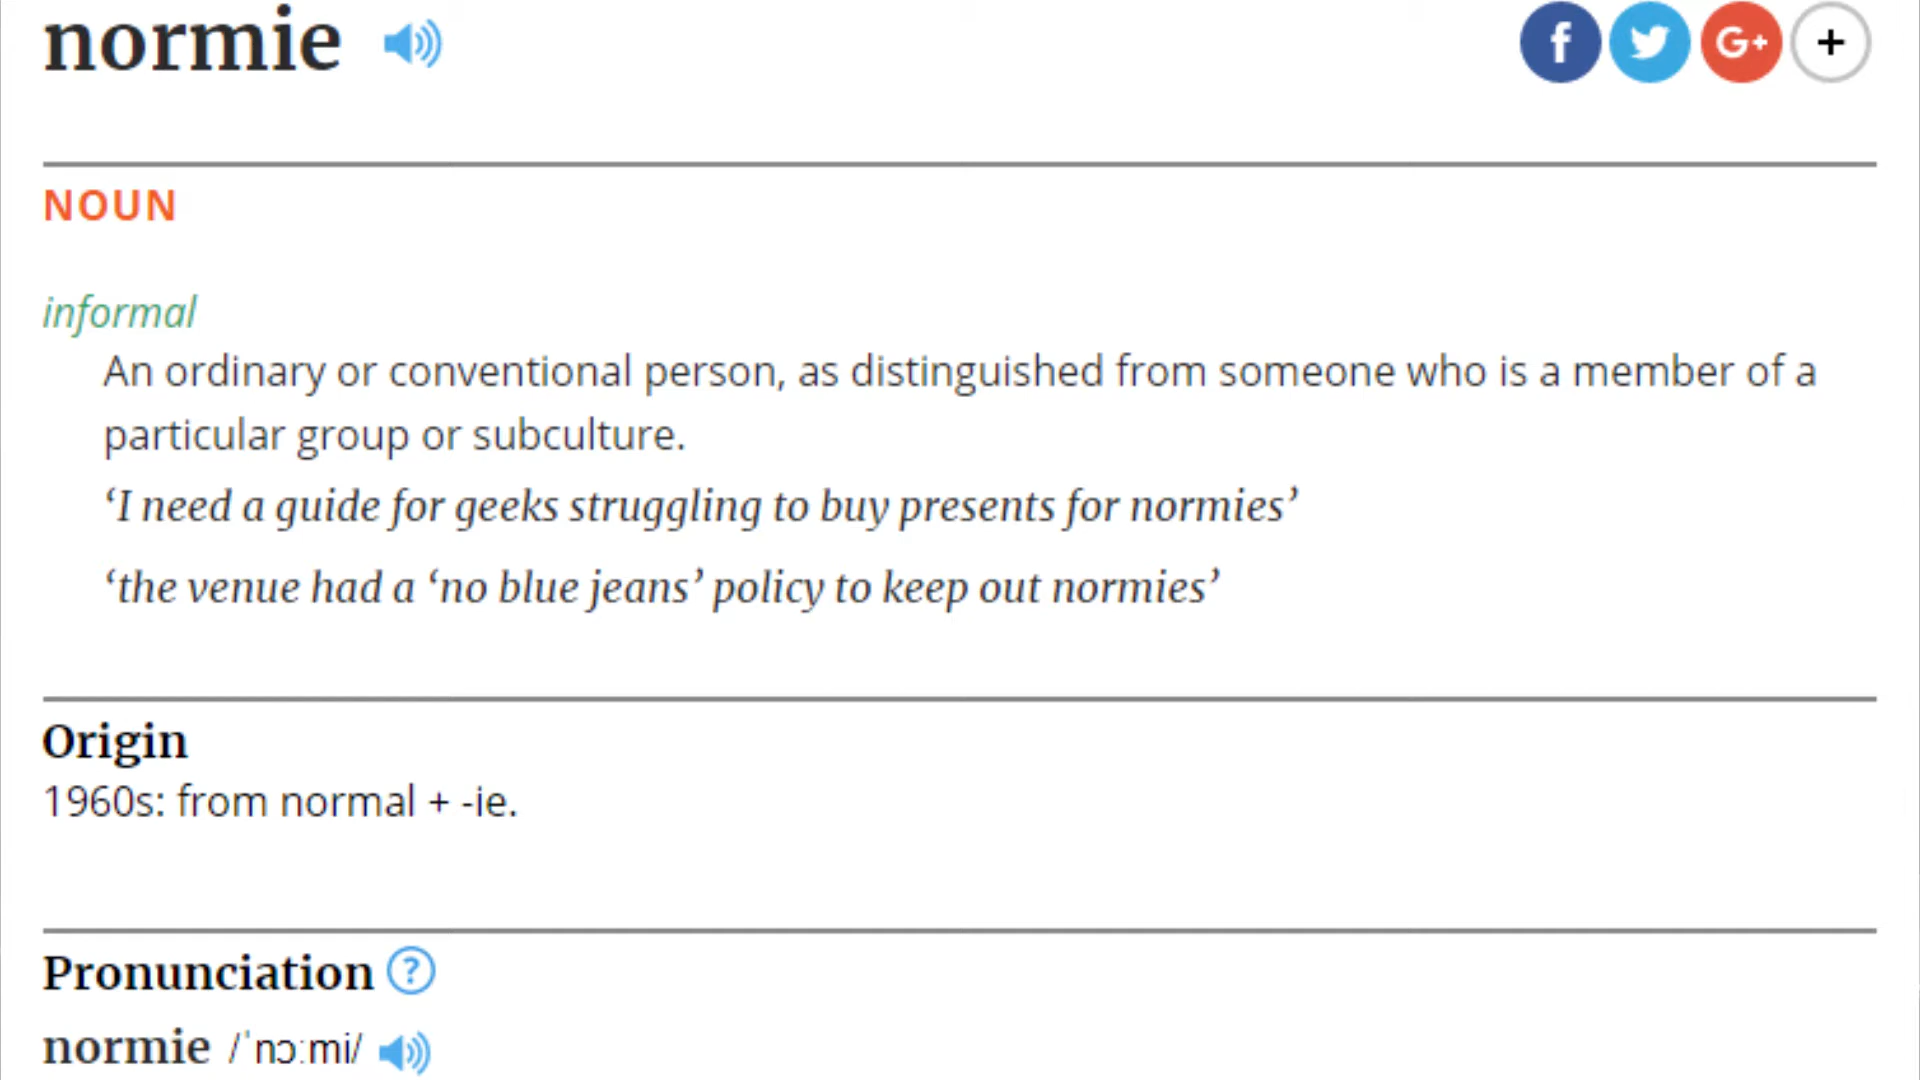 normie
f G+ +
NOUN
informal
An ordinary or conventional person, as distinguished from someone who is a member of a
particular group or subculture.
‘I need a guide for geeks struggling to buy presents for normies’
‘the venue had a ‘no blue jeans’ policy to keep out normies’
Origin
1960s: from normal + -ie.
Pronunciation ?
normie /ˈnɔːmi/